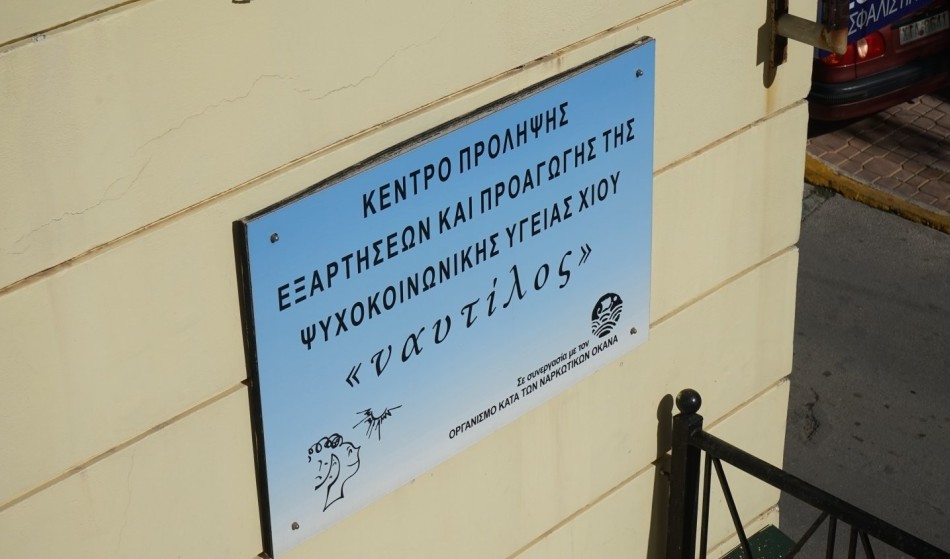 ΚΕΝΤΡΟ ΠΡΟΛΗΨΗΣ
ΕΞΑΡΤΗΣΕΩΝ ΚΑΙ ΠΡΟΑΓΩΓΗΣ ΤΗΣ
ΨΥΧΟΚΟΙΝΩΝΙΚΗΣ ΥΓΕΙΑΣ ΧΙΟΥ
«ναυτίλος»
Σε συνεργασία με τον
ΟΡΓΑΝΙΣΜΟ ΚΑΤΑ ΤΩΝ ΝΑΡΚΩΤΙΚΩΝ ΟΚΑΝΑ